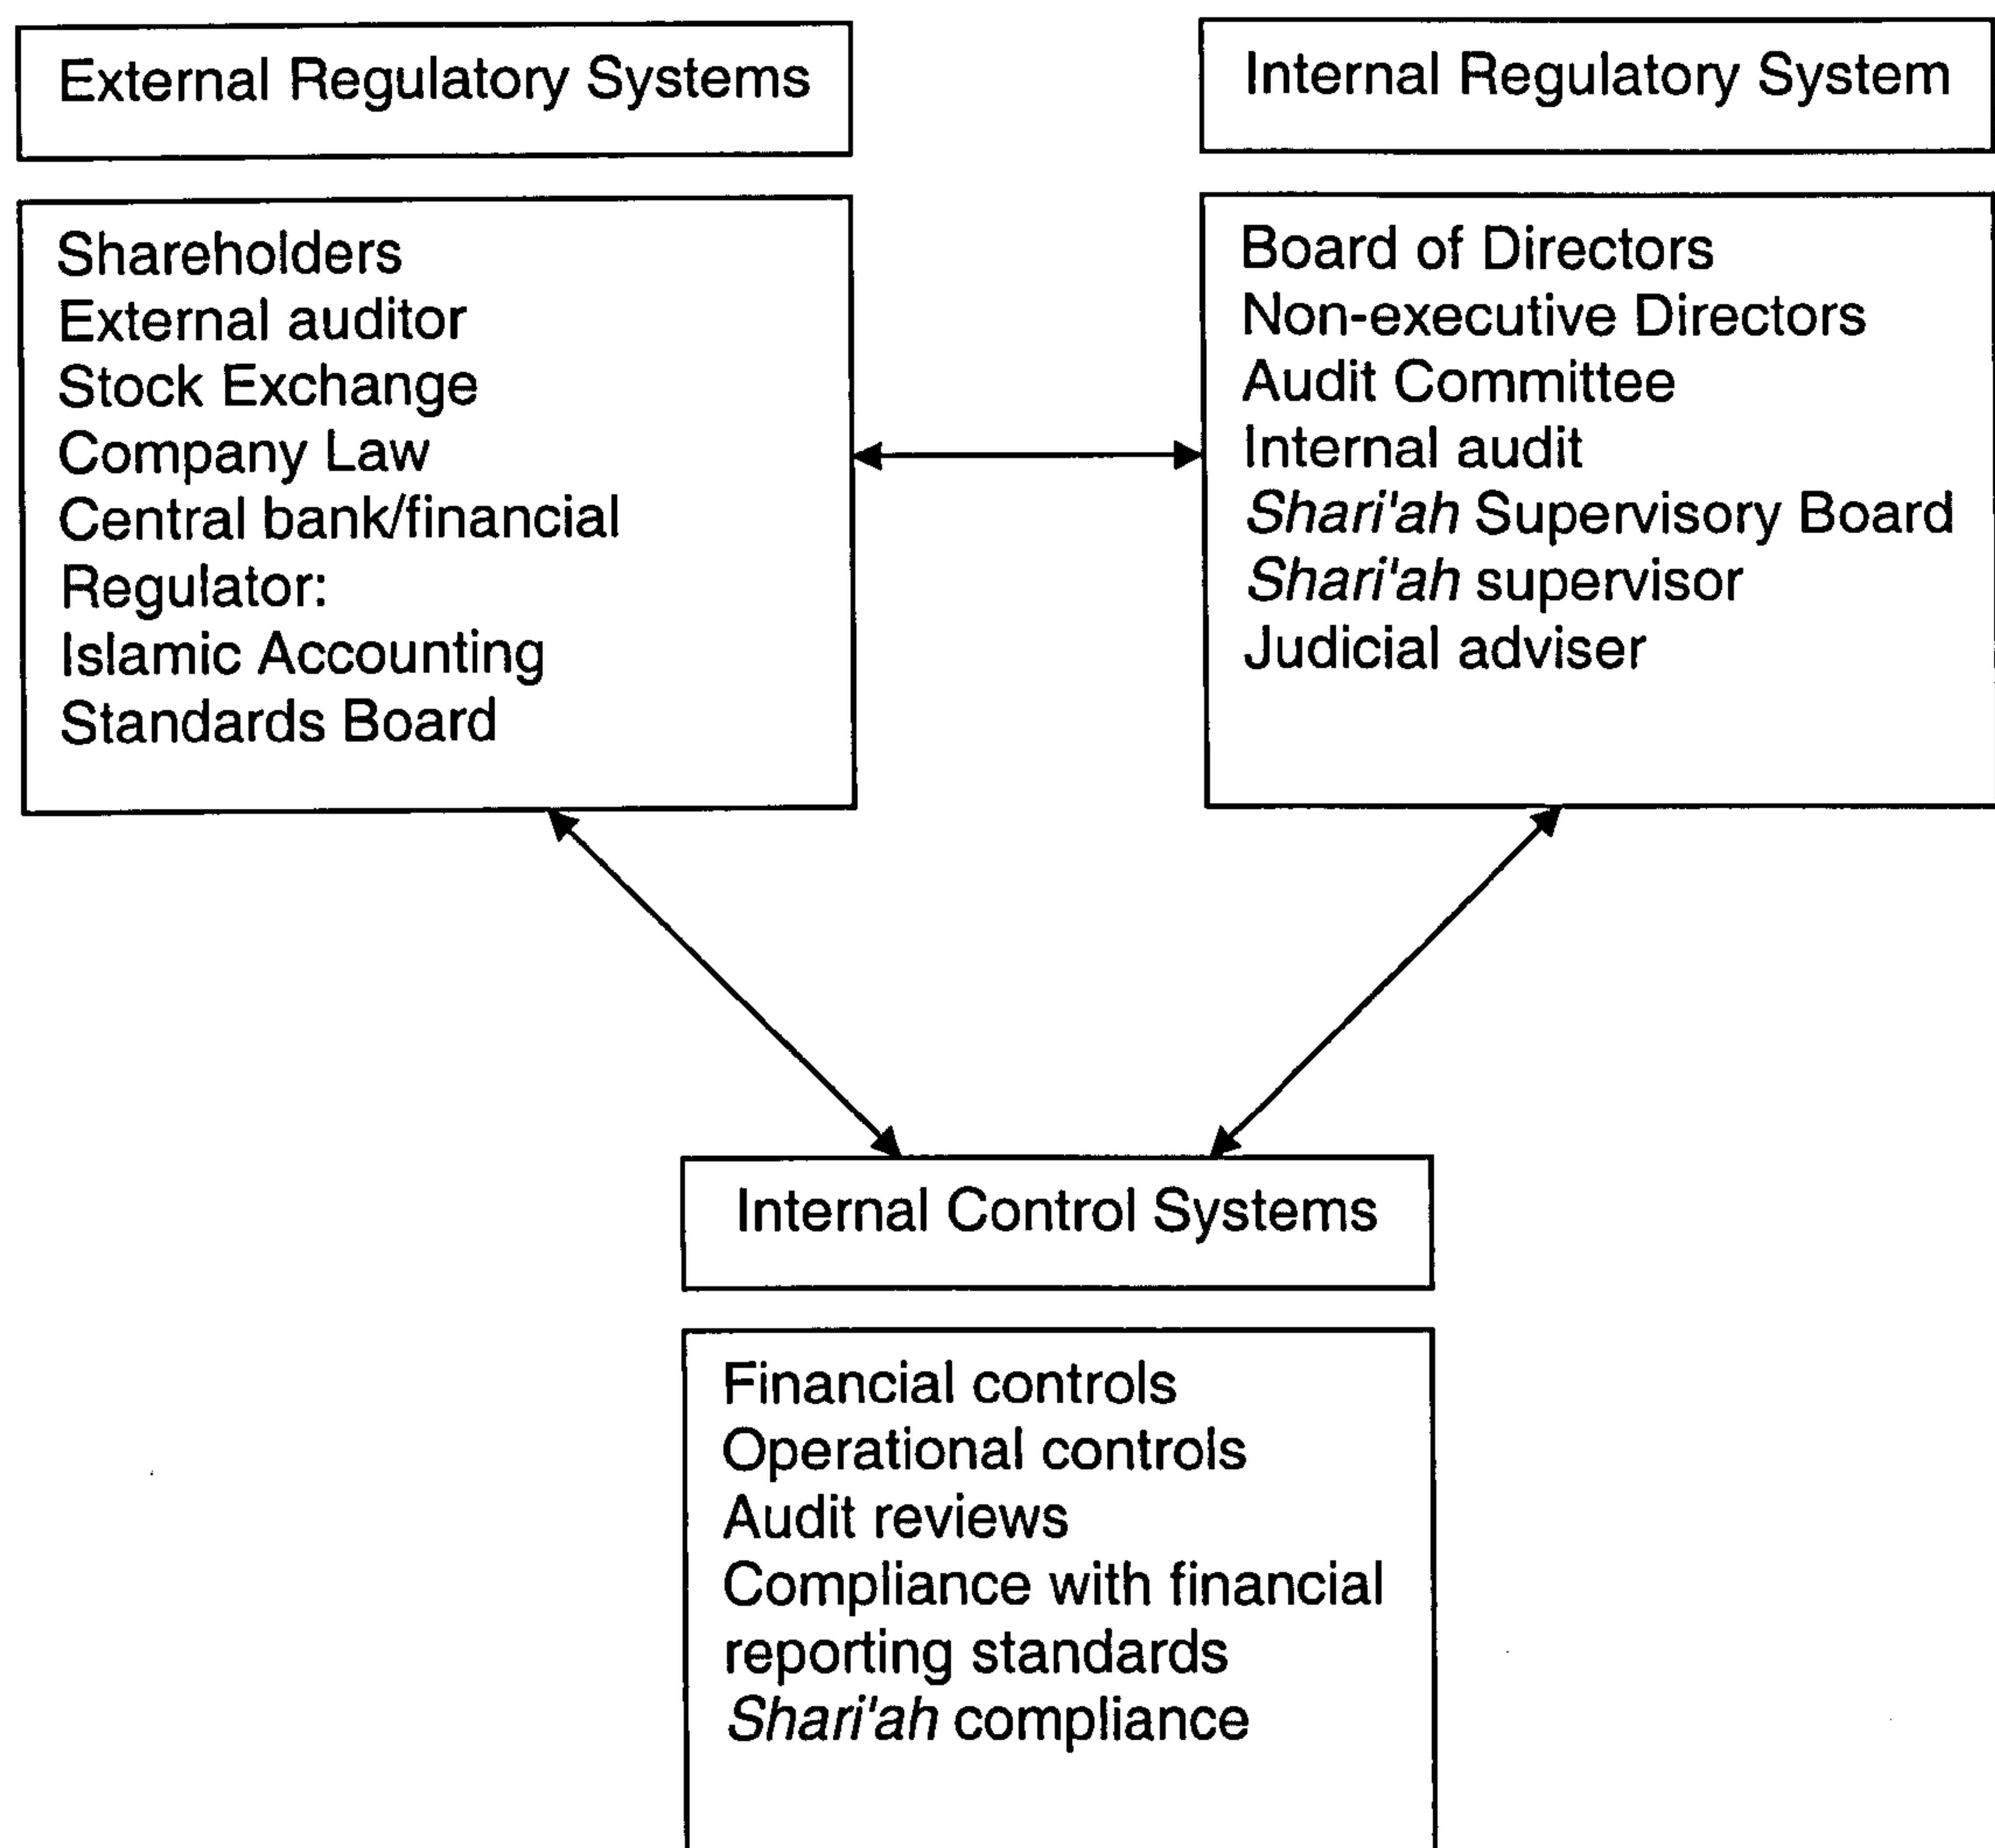 External Regulatory Systems
Shareholders
External auditor
Stock Exchange
Company Law
Central bank/financial
Regulator:
Islamic Accounting
Standards Board
Internal Regulatory System
Board of Directors
Non-executive Directors
Audit Committee
Internal audit
Shari'ah Supervisory Board
Shari'ah supervisor
Judicial adviser
Internal Control Systems
Financial controls
Operational controls
Audit reviews
Compliance with financial
reporting standards
Shari'ah compliance